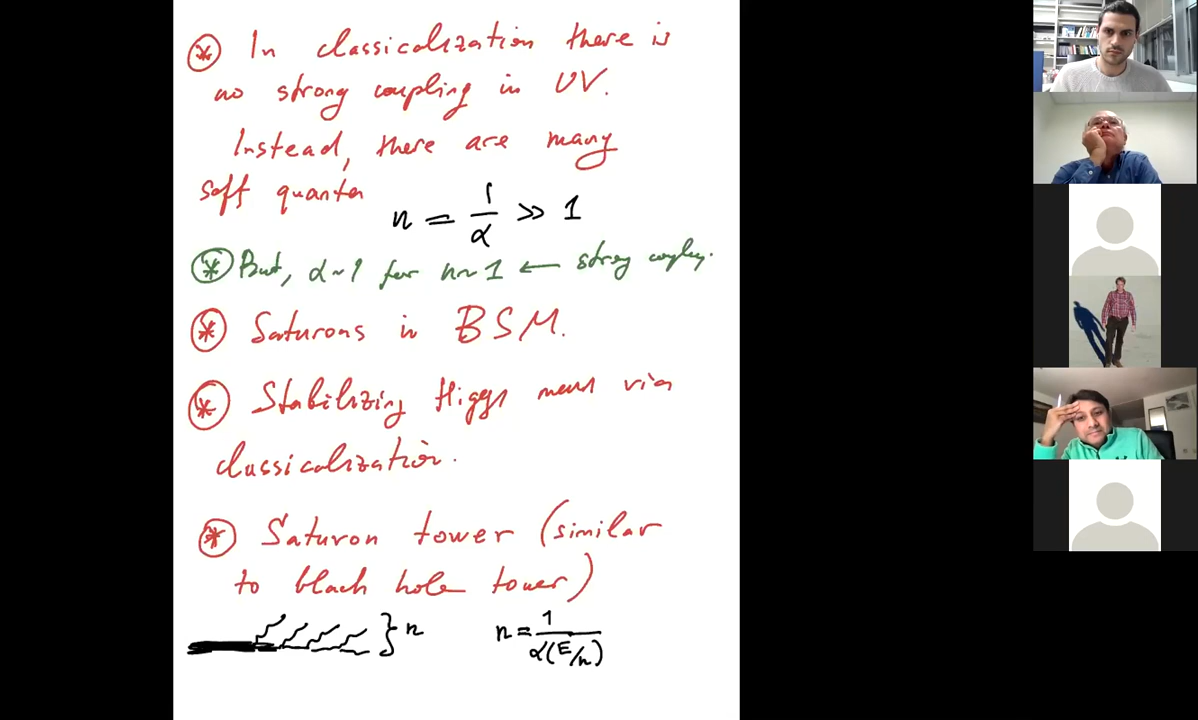 * In classicalization there is
no strong coupling in UV.
Instead, there are many
soft quanta n = 1/α >> 1
* But, α ~ 1 for n ~ 1 ← strong coupling.
* Saturons in BSM.
* Stabilizing Higgs mass via
classicalization.
* Saturon tower (similar
to black hole tower)
} n n = 1/α(E/n)